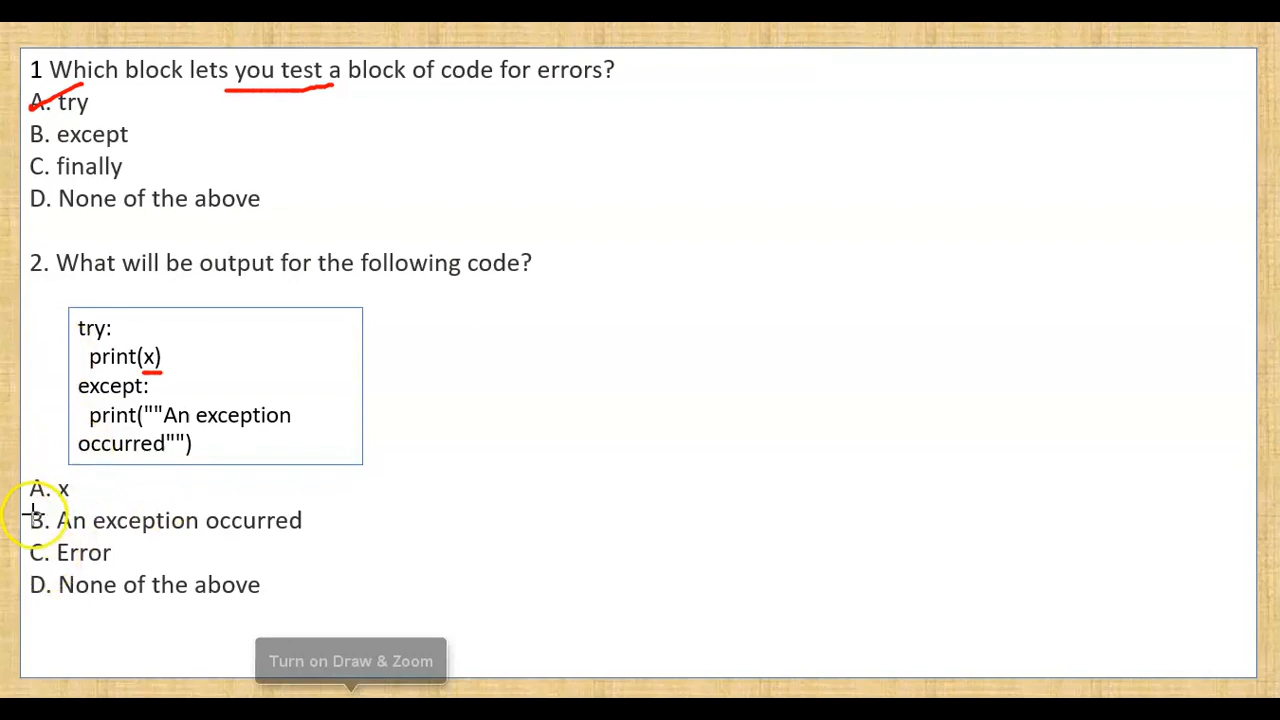 1 Which block lets you test a block of code for errors?
A. try
B. except
C. finally
D. None of the above
2. What will be output for the following code?
try:
print(x)
except:
print(""An exception
occurred"")
A. x
B. An exception occurred
C. Error
D. None of the above
Turn on Draw & Zoom